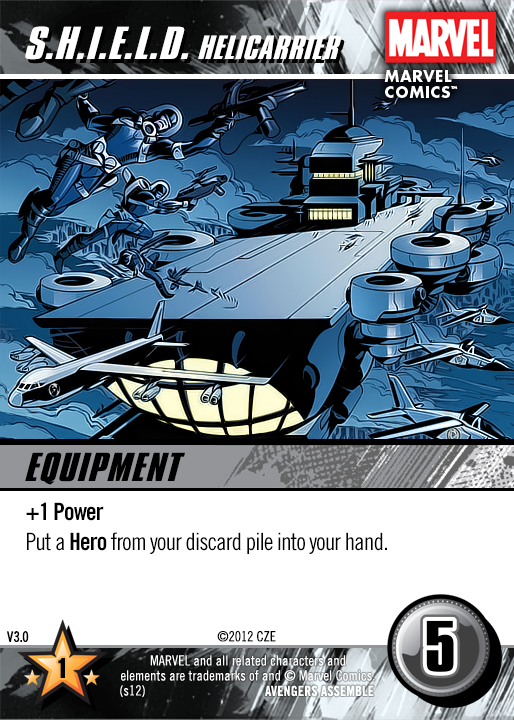 S.H.I.E.L.D. HELICARRIER
MARVEL
MARVEL
COMICS™
EQUIPMENT
+1 Power
Put a Hero from your discard pile into your hand.
V3.0
©2012 CZE
1
MARVEL and all related characters and
elements are trademarks of and © Marvel Comics.
(s12)
AVENGERS ASSEMBLE
5